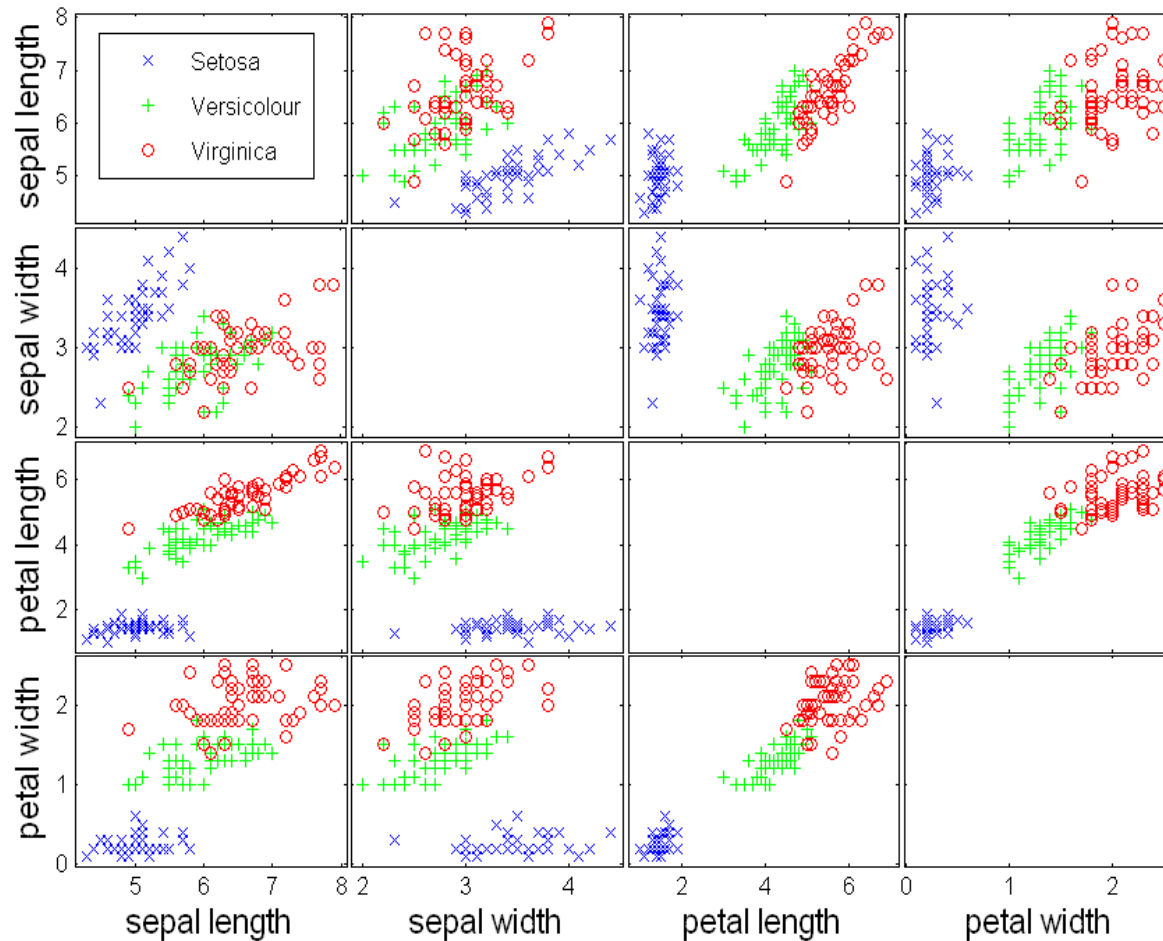 sepal length
8
7
6
5
Setosa
Versicolour
Virginica
sepal width
4
3
2
petal length
6
4
2
petal width
2
1
0
5 6 7 8 2 3 4 2 4 6 0 1 2
sepal length sepal width petal length petal width